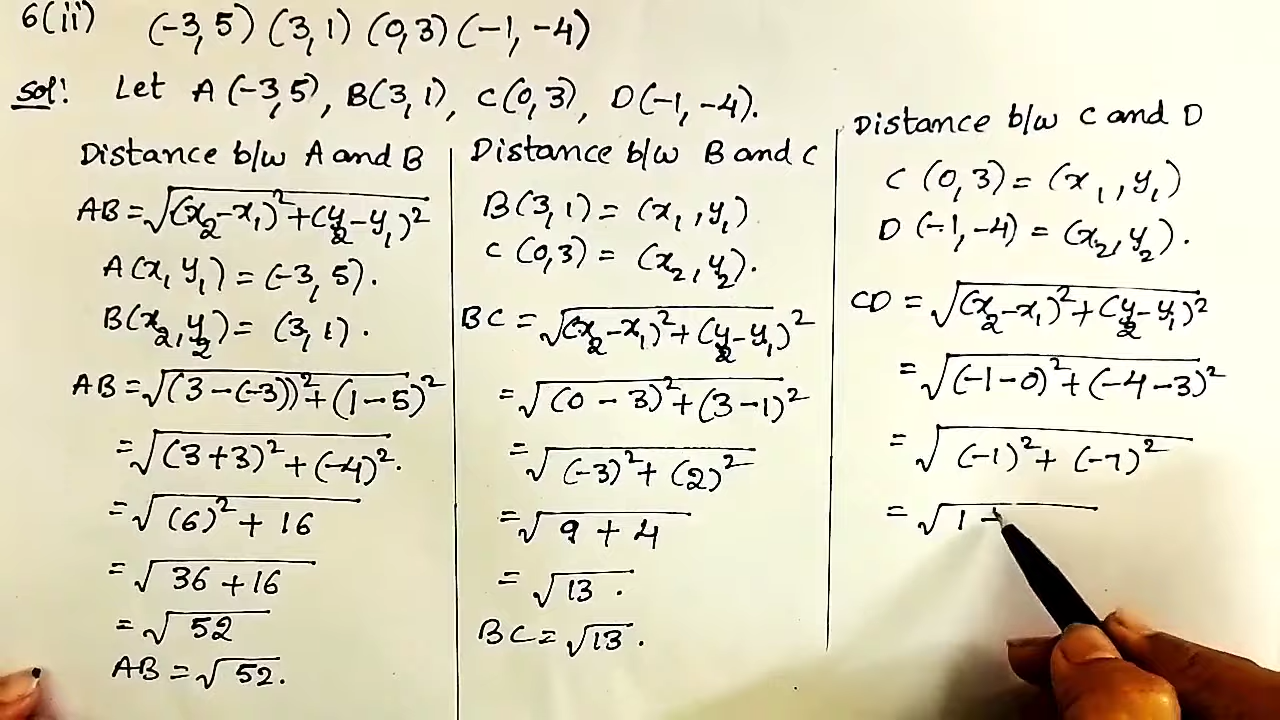 6(ii) (-3, 5) (3, 1) (0, 3) (-1, -4)
Sol: Let A (-3, 5), B(3, 1), C (0, 3), D(-1, -4).
Distance b/w A and B
AB = √(x₂-x₁)²+(y₂-y₁)²
A(x₁ y₁) = (-3, 5).
B(x₂, y₂) = (3, 1).
AB = √(3-(-3))²+(1-5)²
= √(3+3)²+(-4)².
= √(6)²+ 16
= √36+16
= √52
AB = √52.
Distance b/w B and C
B(3, 1) = (x₁, y₁)
C (0, 3) = (x₂, y₂).
BC = √(x₂-x₁)²+(y₂-y₁)²
= √(0-3)²+(3-1)²
= √(-3)²+(2)²
= √9+4
= √13.
BC = √13.
Distance b/w C and D
C (0, 3) = (x₁, y₁)
D (-1, -4) = (x₂, y₂).
CD = √(x₂-x₁)²+(y₂-y₁)²
= √(-1-0)²+(-4-3)²
= √(-1)²+(-7)²
= √1 +